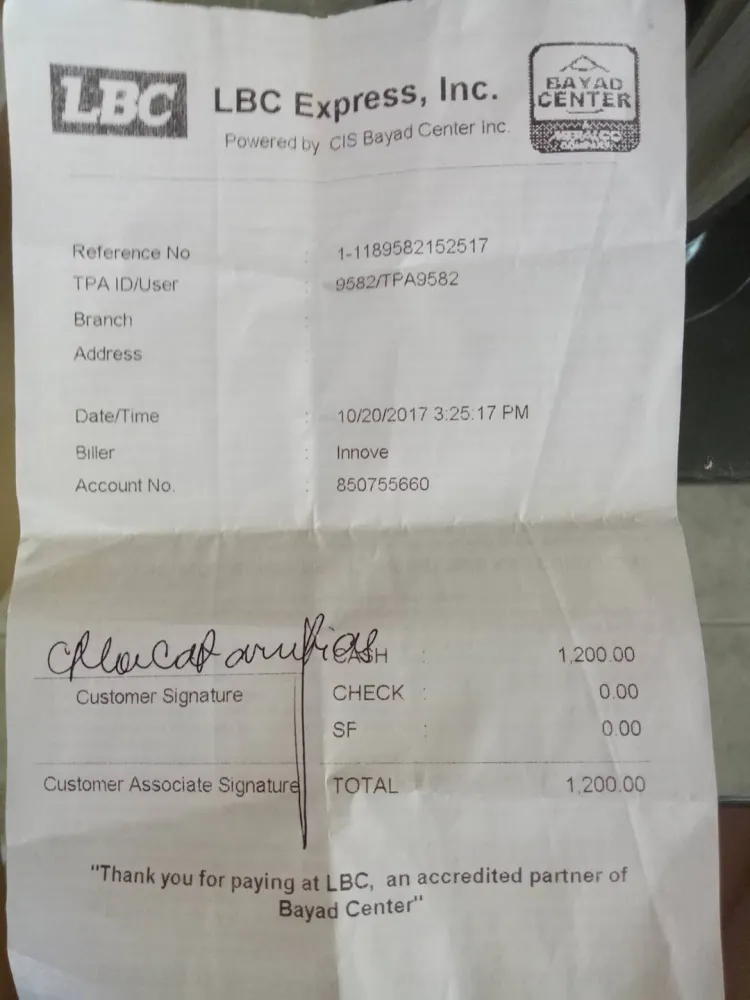 LBC
LBC Express, Inc.
Powered by CIS Bayad Center Inc.
BAYAD
CENTER
A
MERALCO
COMPANY
Reference No : 1-1189582152517
TPA ID/User : 9582/TPA9582
Branch :
Address :
Date/Time : 10/20/2017 3:25:17 PM
Biller : Innove
Account No. : 850755660
CASH : 1,200.00
Customer Signature
CHECK : 0.00
SF : 0.00
Customer Associate Signature
TOTAL : 1,200.00
"Thank you for paying at LBC, an accredited partner of
Bayad Center"